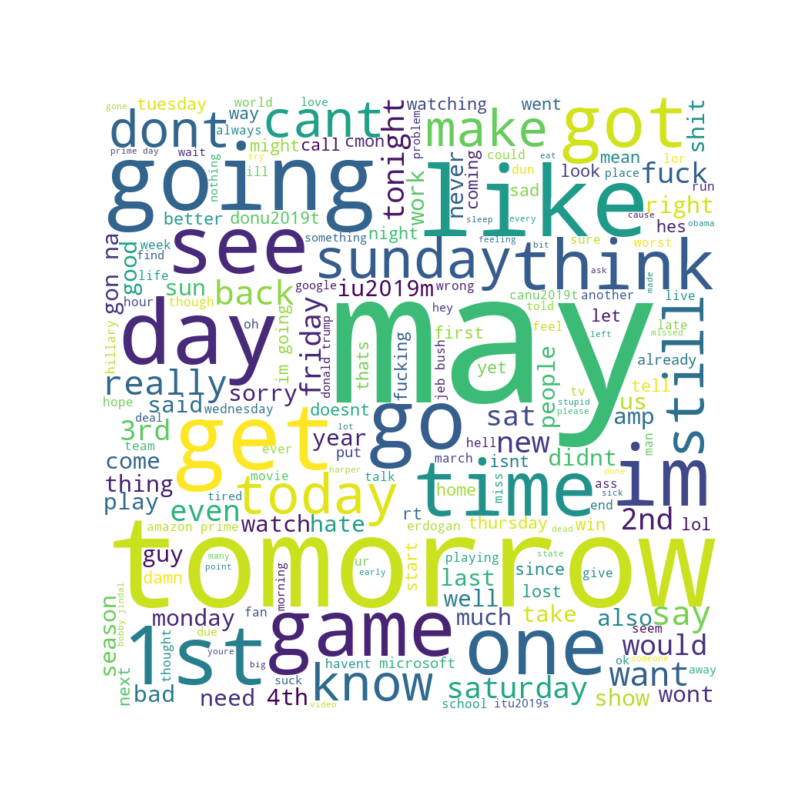 gone
tuesday
world
love
watching
went
shit
dont
way
cant
tonight
make
got
always
might
call
cmon
problem
never
could
eat
mean
lor
prime day
wait
try
nothing
ill
coming
dun
look
place
fuck
run
going
work
like
sad
right
cause
obama
better
donu2019t
night
sleep
every
hes
gon na
good
week
see
something
sunday
feeling
bit
sure
worst
think
find
life
sun
back
google
iu2019m
wrong
canu2019t
another
ask
made
live
still
hour
though
day
oh
friday
donald trump
hey
may
told
let
left
late
missed
hillary
im going
thats
fucking
jeb bush
first
yet
feel
already
really
sorry
go
people
tv
tell
hope
said
wednesday
doesnt
stupid
please
us
deal
get
sat
amp
3rd
year
new
man
team
lot
hell
isnt
didnt
im
come
ever
put
march
thing
movie
talk
time
miss
home
ass
sick
done
end
play
tired
harper
today
even
watch
hate
rt
erdogan
thursday
win
2nd
lol
amazon prime
dead
tomorrow
guy
many
point
ur
early
start
playing
state
damn
last
since
give
season
bobby jindal
monday
fan
morning
well
lost
much
take
also
say
1st
due
game
one
seem
would
thought
youre
next
bad
big
havent
microsoft
ok
someone
away
know
want
need
4th
suck
saturday
show
wont
video
school
itu2019s